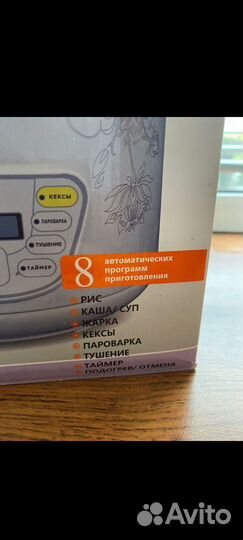 КЕКСЫ
ПАРОВАРКА
ТУШЕНИЕ
ТАЙМЕР
8 автоматических
программ
приготовления
РИС
КАША/ СУП
ЖАРКА
КЕКСЫ
ПАРОВАРКА
ТУШЕНИЕ
ТАЙМЕР
ПОДОГРЕВ/ ОТМЕНА
Avito